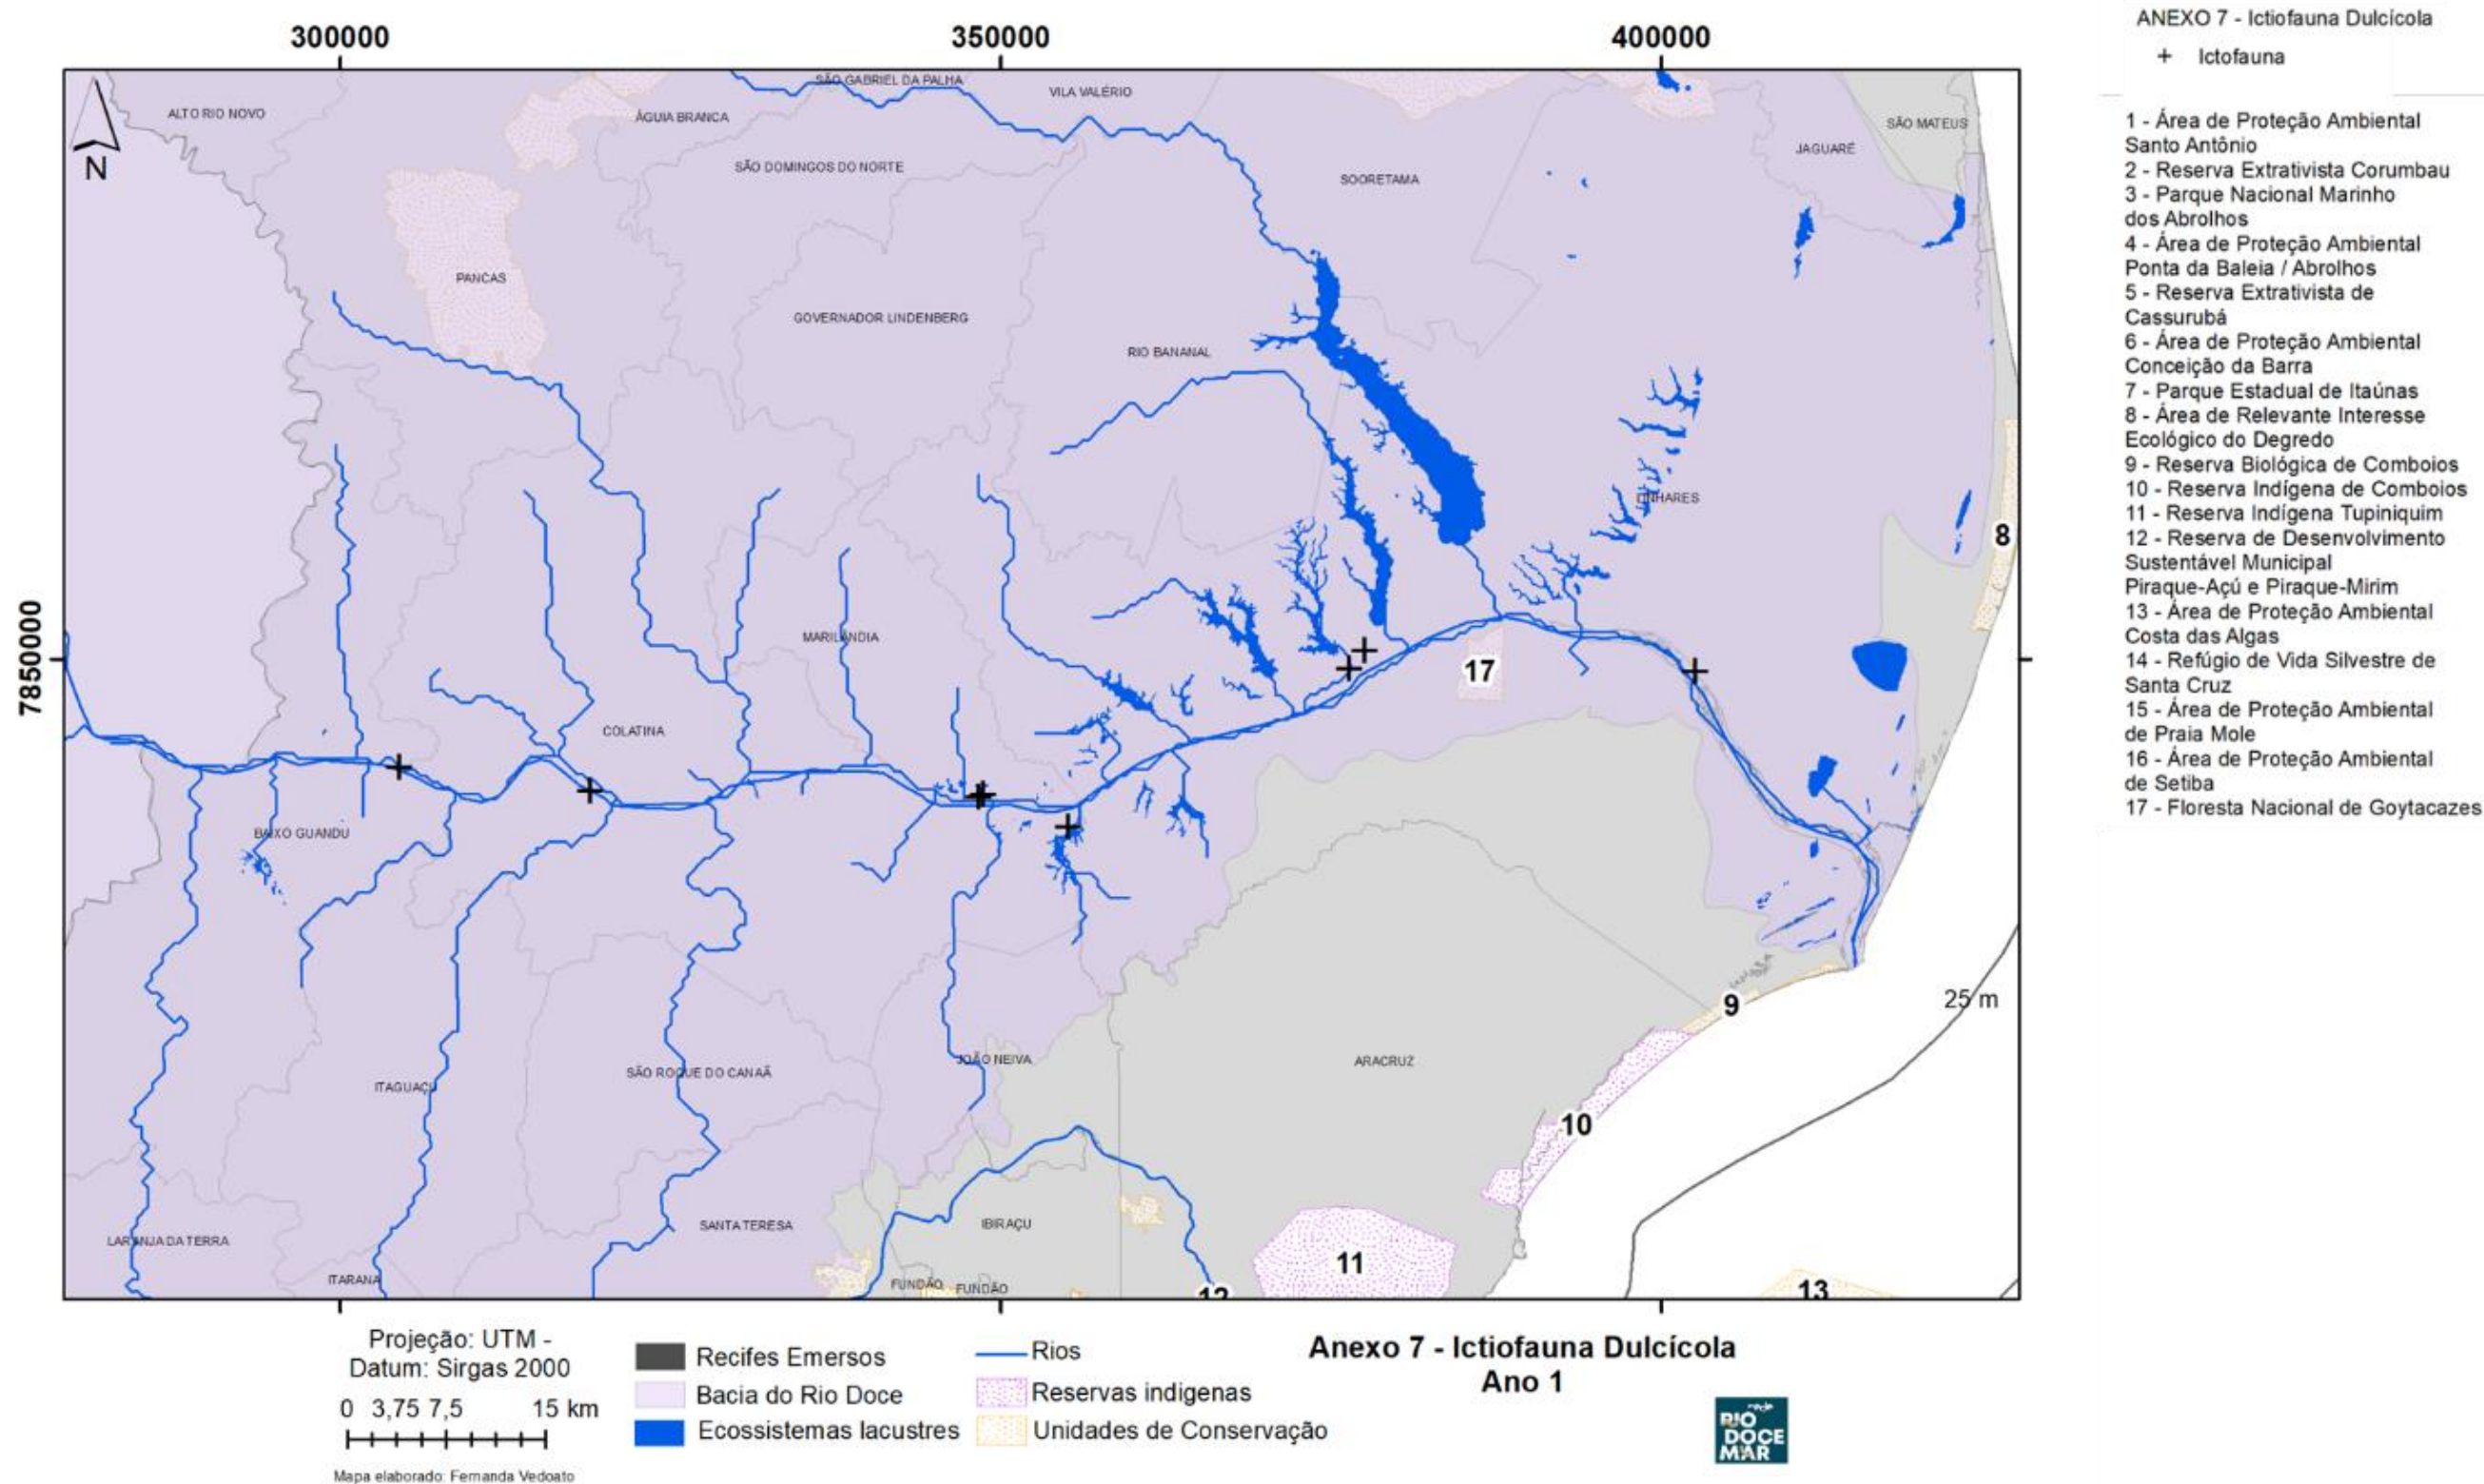 300000
350000
400000
7850000
N
ALTO RIO NOVO
ÁGUIA BRANCA
SÃO GABRIEL DA PALHA
VILA VALÉRIO
SÃO MATEUS
JAGUARÉ
SÃO DOMINGOS DO NORTE
SOORETAMA
PANCAS
GOVERNADOR LINDENBERG
RIO BANANAL
LINHARES
8
MARILÂNDIA
17
COLATINA
BAIXO GUANDU
25 m
9
JOÃO NEIVA
ARACRUZ
SÃO ROQUE DO CANAÃ
ITAGUAÇU
10
SANTA TERESA
IBIRAÇU
LARANJA DA TERRA
11
ITARANA
FUNDÃO
FUNDÃO
12
13
ANEXO 7 - Ictiofauna Dulcícola
Ictofauna
1 - Área de Proteção Ambiental
Santo Antônio
2 - Reserva Extrativista Corumbau
3 - Parque Nacional Marinho
dos Abrolhos
4 - Área de Proteção Ambiental
Ponta da Baleia / Abrolhos
5 - Reserva Extrativista de
Cassurubá
6 - Área de Proteção Ambiental
Conceição da Barra
7 - Parque Estadual de Itaúnas
8 - Área de Relevante Interesse
Ecológico do Degredo
9 - Reserva Biológica de Comboios
10 - Reserva Indígena de Comboios
11 - Reserva Indígena Tupiniquim
12 - Reserva de Desenvolvimento
Sustentável Municipal
Piraque-Açú e Piraque-Mirim
13 - Área de Proteção Ambiental
Costa das Algas
14 - Refúgio de Vida Silvestre de
Santa Cruz
15 - Área de Proteção Ambiental
de Praia Mole
16 - Área de Proteção Ambiental
de Setiba
17 - Floresta Nacional de Goytacazes
Projeção: UTM -
Datum: Sirgas 2000
0 3,75 7,5 15 km
Mapa elaborado: Fernanda Vedoato
Recifes Emersos
Bacia do Rio Doce
Ecossistemas lacustres
Rios
Reservas indigenas
Unidades de Conservação
Anexo 7 - Ictiofauna Dulcícola
Ano 1
rede
RIO
DOCE
MAR